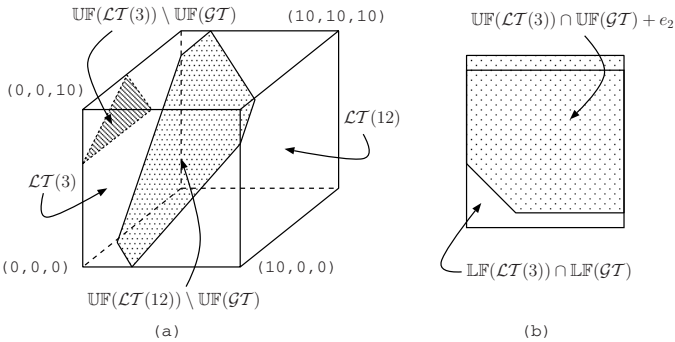 𝕌𝔽(ℒ𝒯(3)) \ 𝕌𝔽(𝒢𝒯)
(10,10,10)
(0,0,10)
ℒ𝒯(12)
ℒ𝒯(3)
(0,0,0)
(10,0,0)
𝕌𝔽(ℒ𝒯(12)) \ 𝕌𝔽(𝒢𝒯)
(a)
𝕌𝔽(ℒ𝒯(3)) ∩ 𝕌𝔽(𝒢𝒯) + e₂
𝕃𝔽(ℒ𝒯(3)) ∩ 𝕃𝔽(𝒢𝒯)
(b)